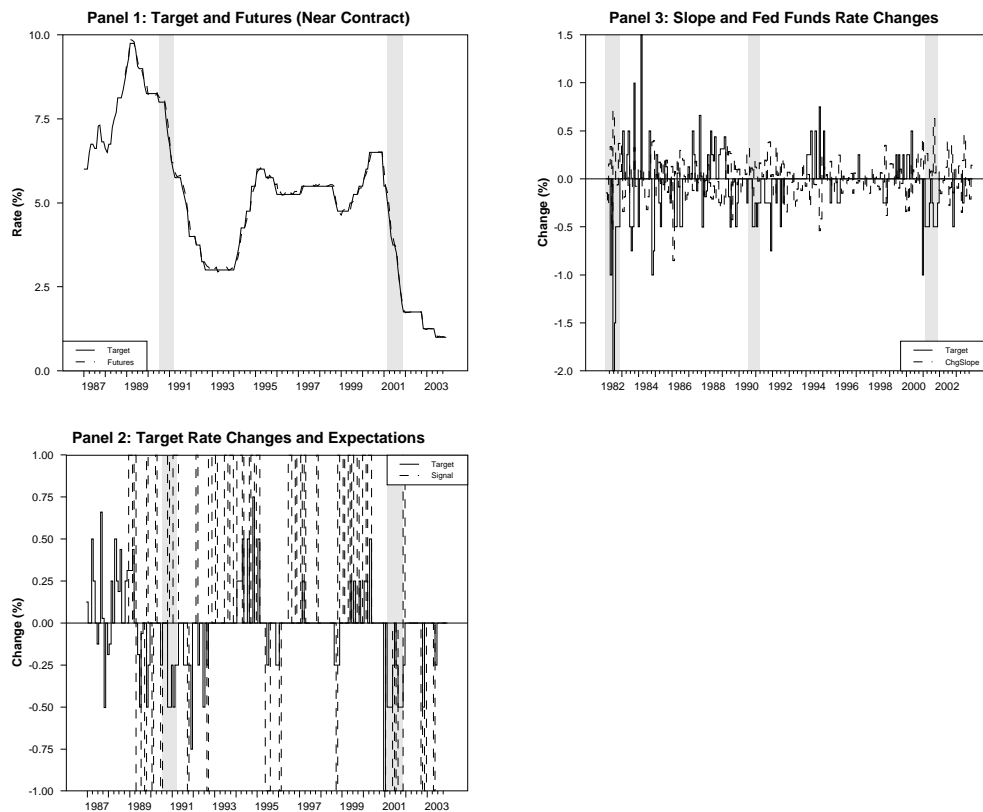 Panel 1: Target and Futures (Near Contract)
Rate (%)
10.0
7.5
5.0
2.5
0.0
Target
Futures
1987 1989 1991 1993 1995 1997 1999 2001 2003
Panel 3: Slope and Fed Funds Rate Changes
Change (%)
1.5
1.0
0.5
0.0
-0.5
-1.0
-1.5
-2.0
Target
ChgSlope
1982 1984 1986 1988 1990 1992 1994 1996 1998 2000 2002
Panel 2: Target Rate Changes and Expectations
Change (%)
1.00
0.75
0.50
0.25
0.00
-0.25
-0.50
-0.75
-1.00
Target
Signal
1987 1989 1991 1993 1995 1997 1999 2001 2003